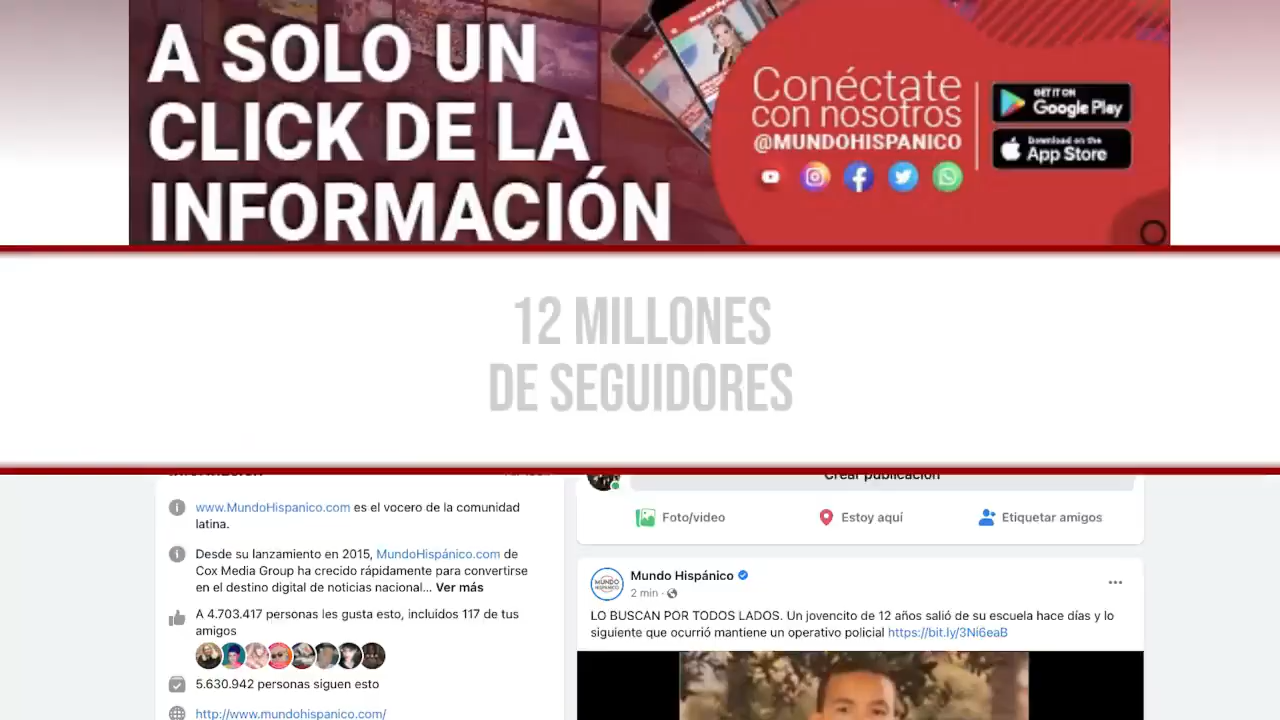 A SOLO UN
CLICK DE LA
INFORMACIÓN
Conéctate
con nosotros
@MUNDOHISPANICO
GET IT ON
Google Play
Download on the
App Store
12 MILLONES
DE SEGUIDORES
www.MundoHispanico.com es el vocero de la comunidad
latina.
Desde su lanzamiento en 2015, MundoHispánico.com de
Cox Media Group ha crecido rápidamente para convertirse
en el destino digital de noticias nacional... Ver más
A 4.703.417 personas les gusta esto, incluidos 117 de tus
amigos
5.630.942 personas siguen esto
http://www.mundohispanico.com/
Crear publicación
Foto/video
Estoy aquí
Etiquetar amigos
MUNDO
HISPÁNICO
Mundo Hispánico
2 min ·
LO BUSCAN POR TODOS LADOS. Un jovencito de 12 años salió de su escuela hace días y lo
siguiente que ocurrió mantiene un operativo policial https://bit.ly/3Ni6eaB